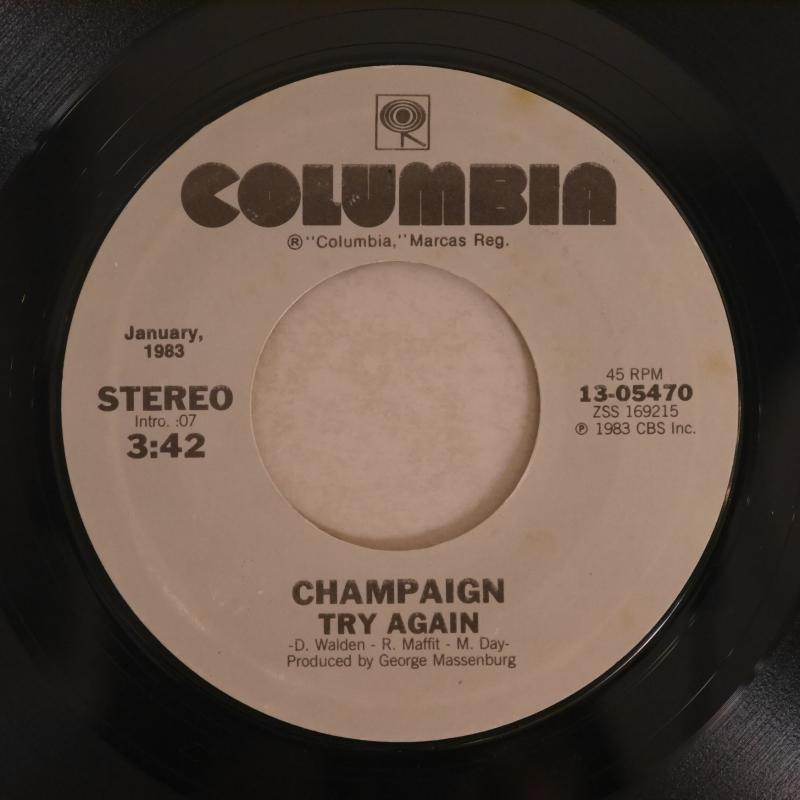 COLUMBIA
®"Columbia," Marcas Reg.
January,
1983
STEREO
Intro. :07
3:42
45 RPM
13-05470
ZSS 169215
℗ 1983 CBS Inc.
CHAMPAIGN
TRY AGAIN
-D. Walden - R. Maffit - M. Day-
Produced by George Massenburg